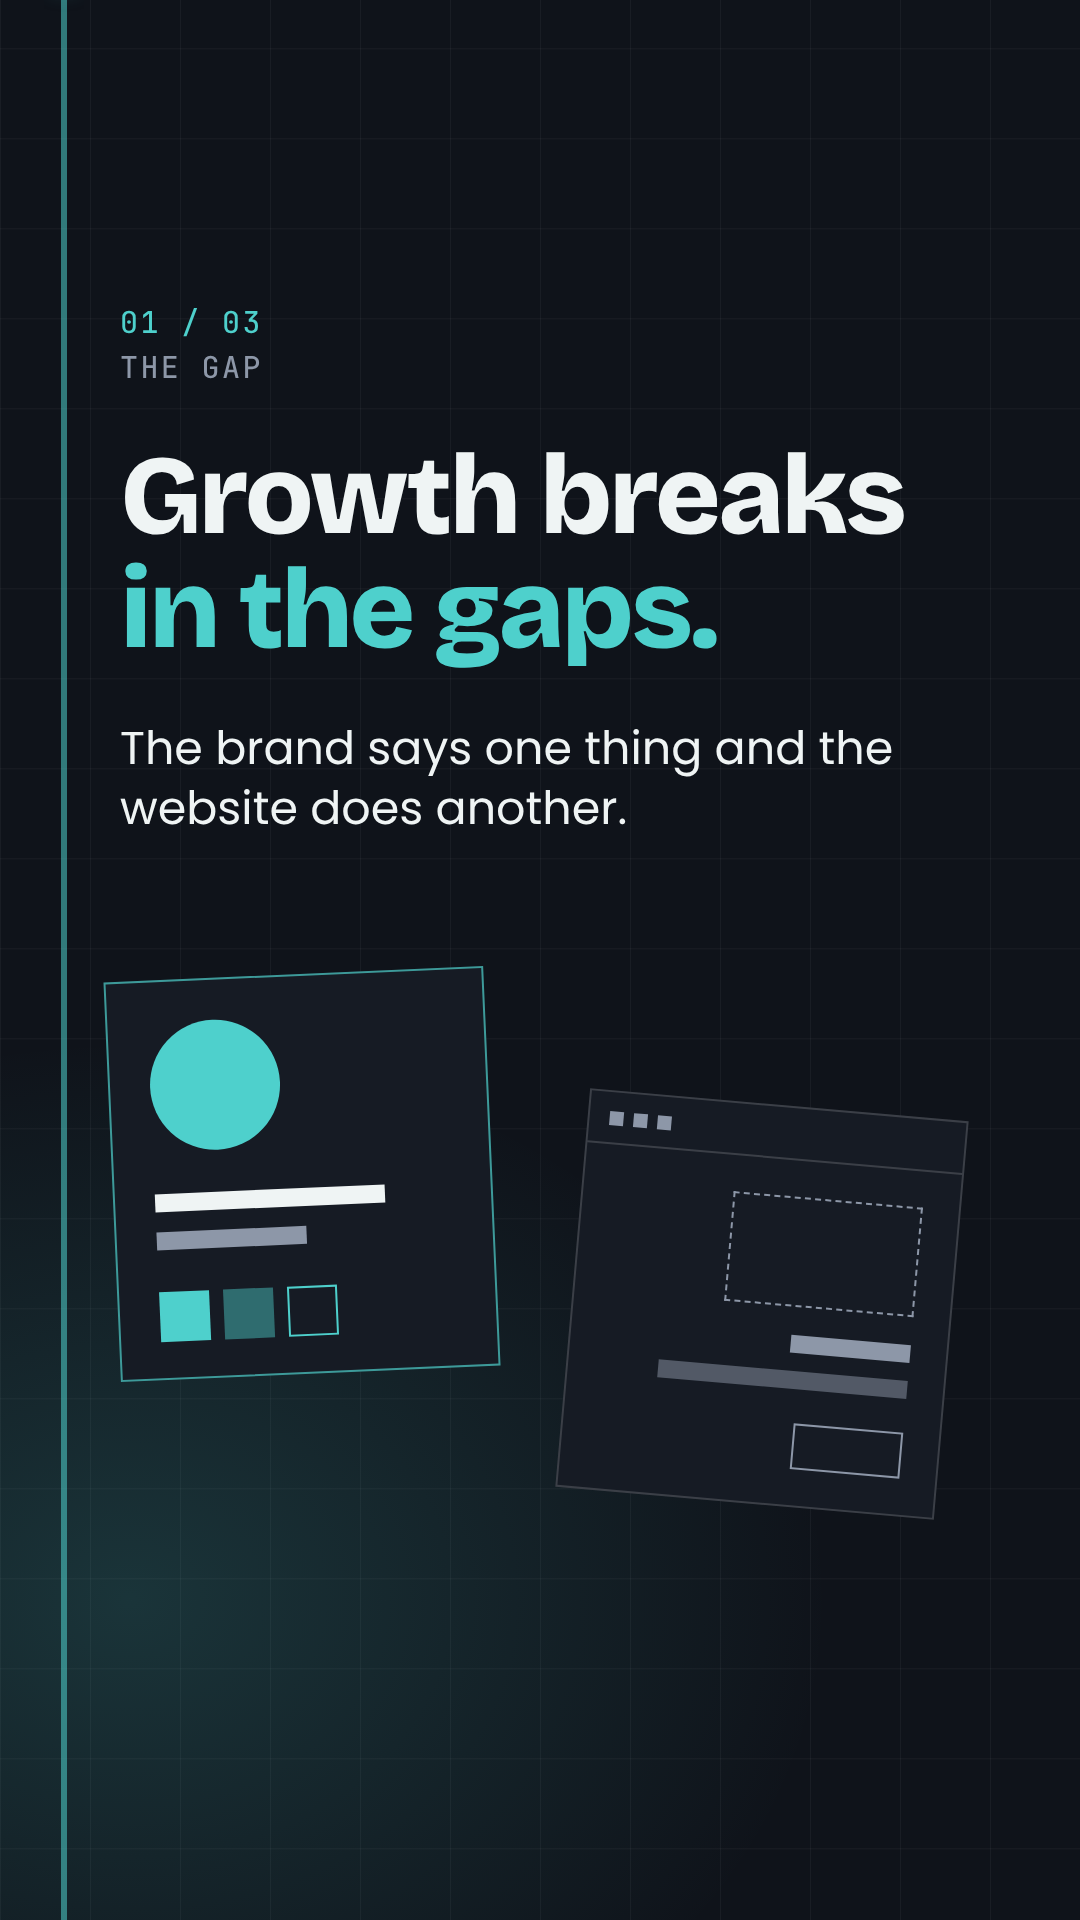 01 / 03
THE GAP
Growth breaks
in the gaps.
The brand says one thing and the
website does another.